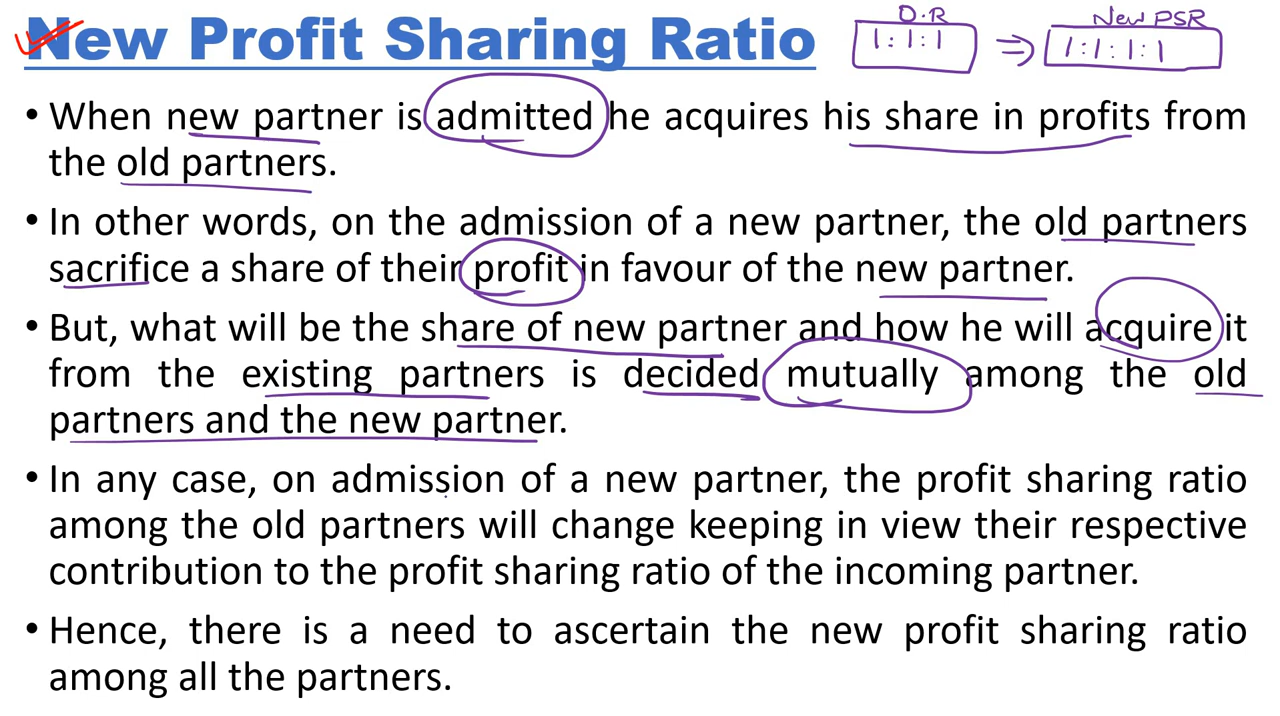 New Profit Sharing Ratio
O.R
1:1:1 ⇒
New PSR
1:1:1:1
• When new partner is admitted he acquires his share in profits from
the old partners.
• In other words, on the admission of a new partner, the old partners
sacrifice a share of their profit in favour of the new partner.
• But, what will be the share of new partner and how he will acquire it
from the existing partners is decided mutually among the old
partners and the new partner.
• In any case, on admission of a new partner, the profit sharing ratio
among the old partners will change keeping in view their respective
contribution to the profit sharing ratio of the incoming partner.
• Hence, there is a need to ascertain the new profit sharing ratio
among all the partners.